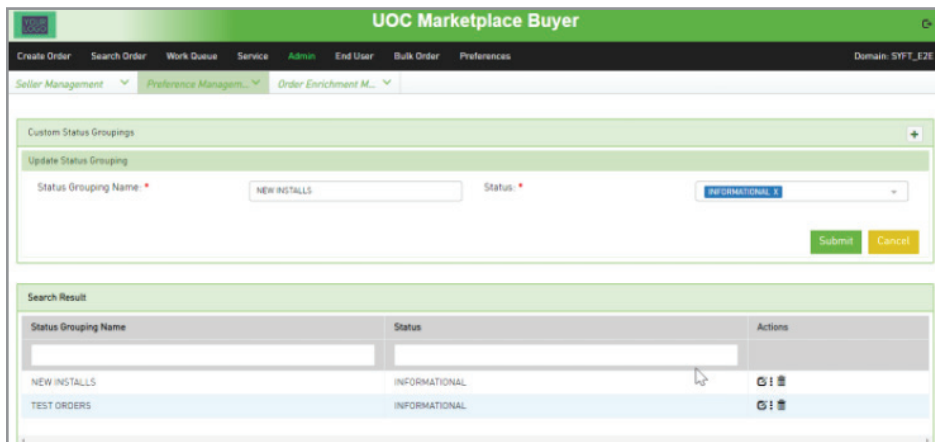 YOUR LOGO
UOC Marketplace Buyer
Create Order Search Order Work Queue Service Admin End User Bulk Order Preferences Domain: SYFT_E2E
Seller Management Preference Managem... Order Enrichment M...
Custom Status Groupings +
Update Status Grouping
Status Grouping Name: * NEW INSTALLS Status: * INFORMATIONAL X
Submit Cancel
Search Result
Status Grouping Name Status Actions
NEW INSTALLS INFORMATIONAL
TEST ORDERS INFORMATIONAL